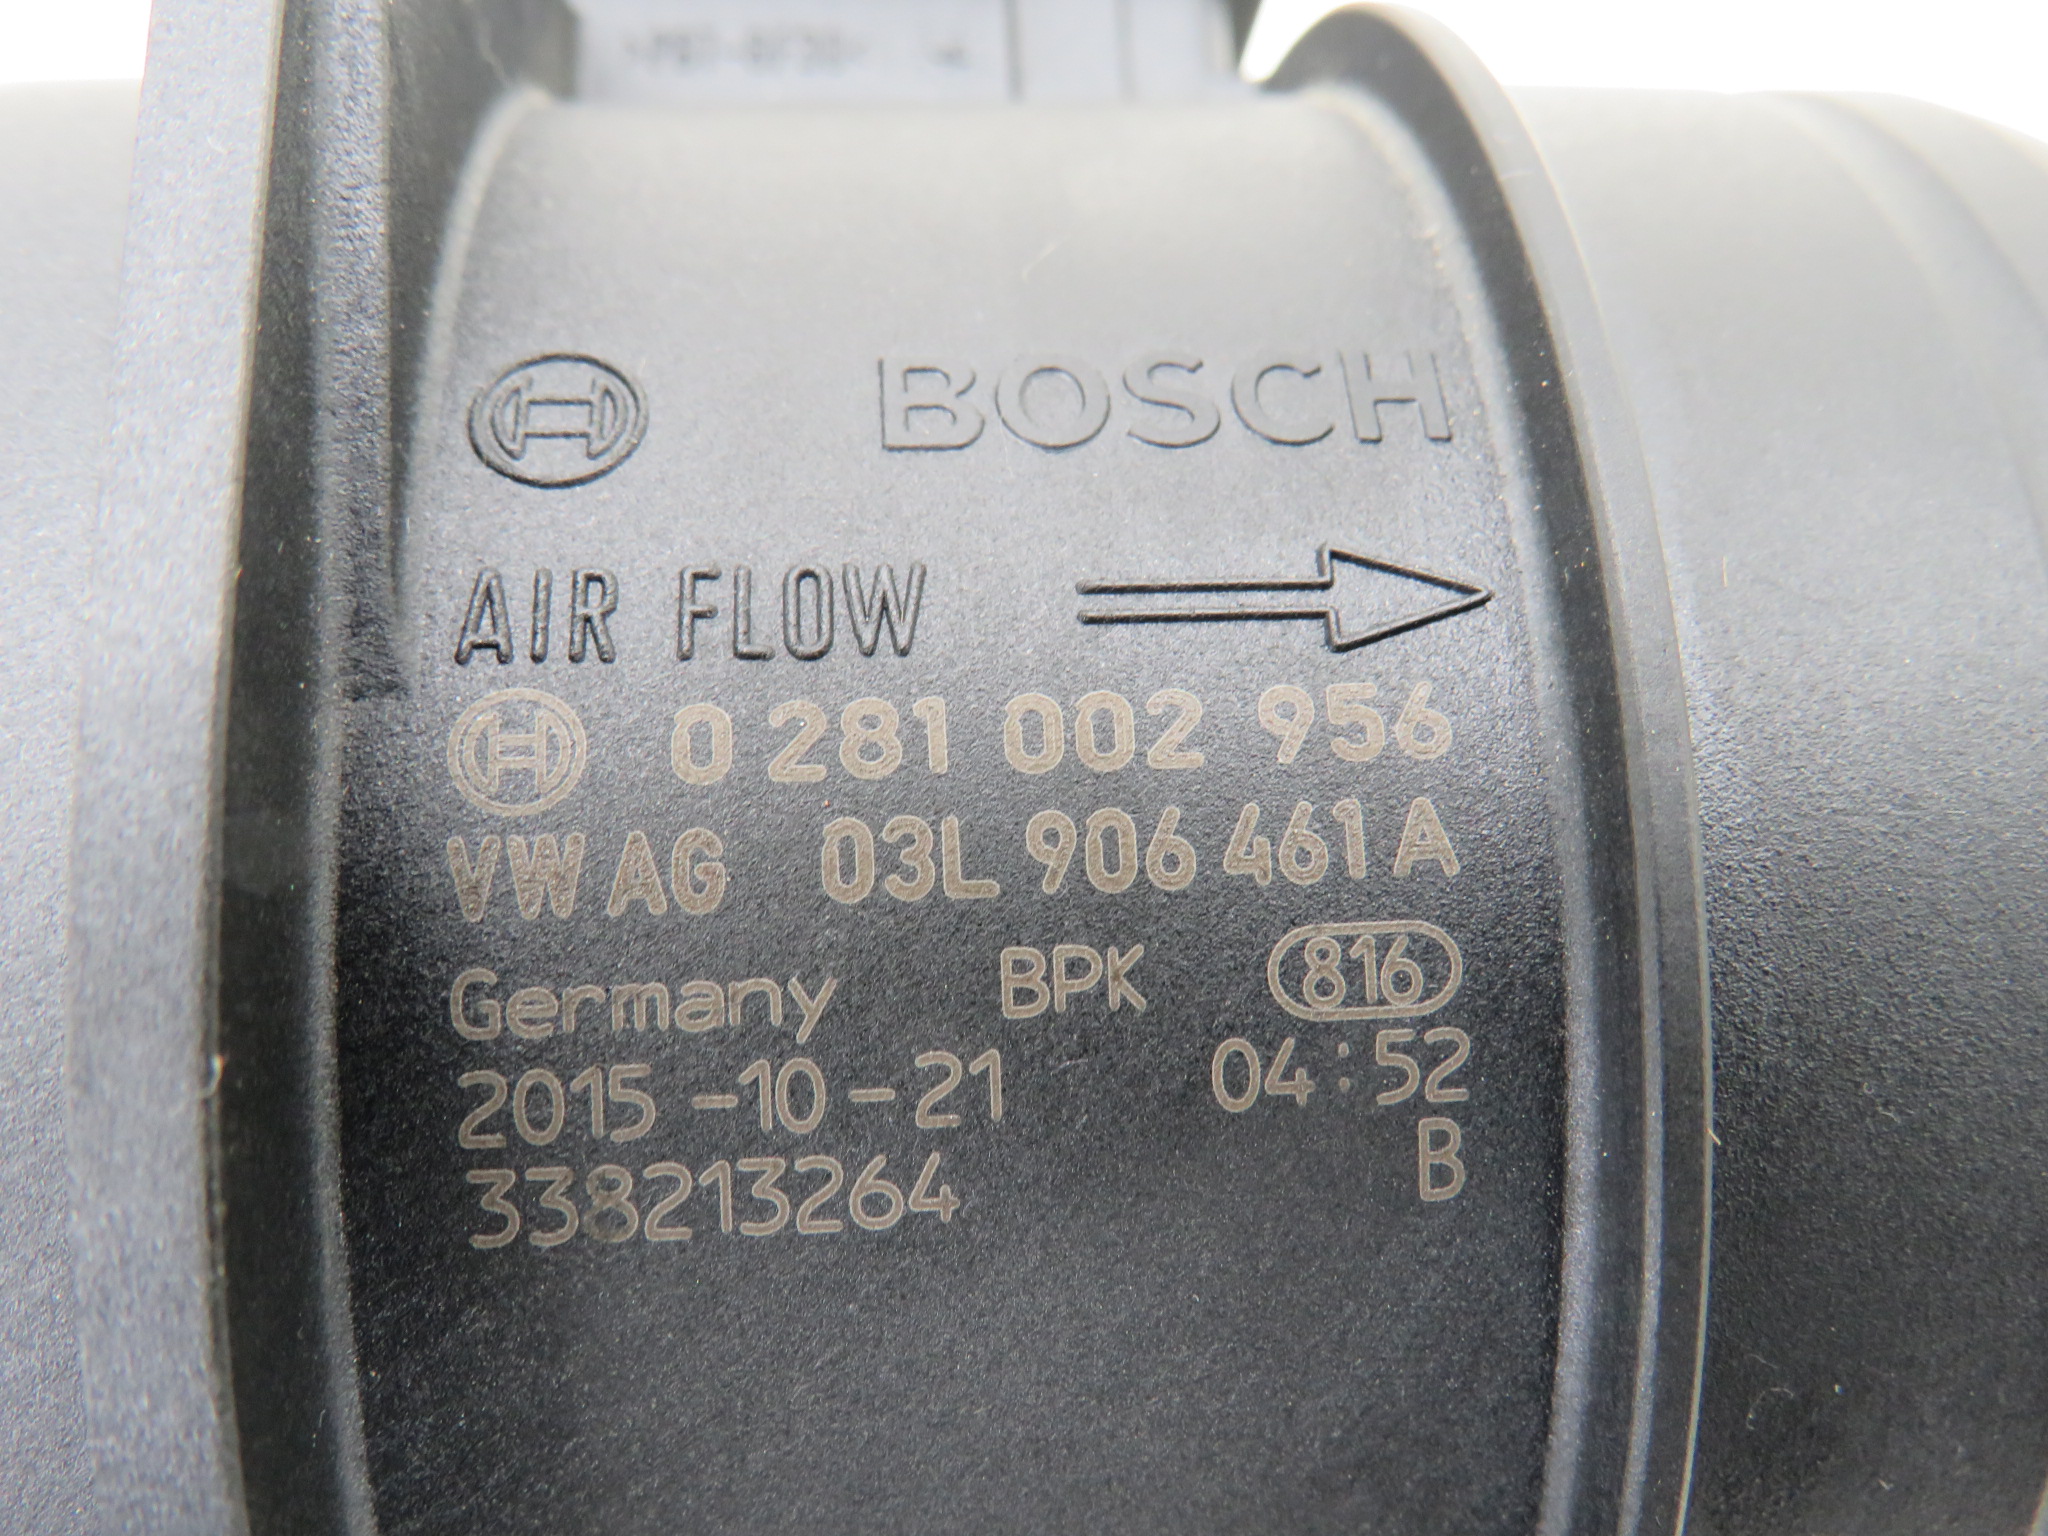 BOSCH
AIR FLOW
0 281 002 956
VW AG 03L 906 461 A
Germany BPK 816
2015-10-21 04:52
338213264 B